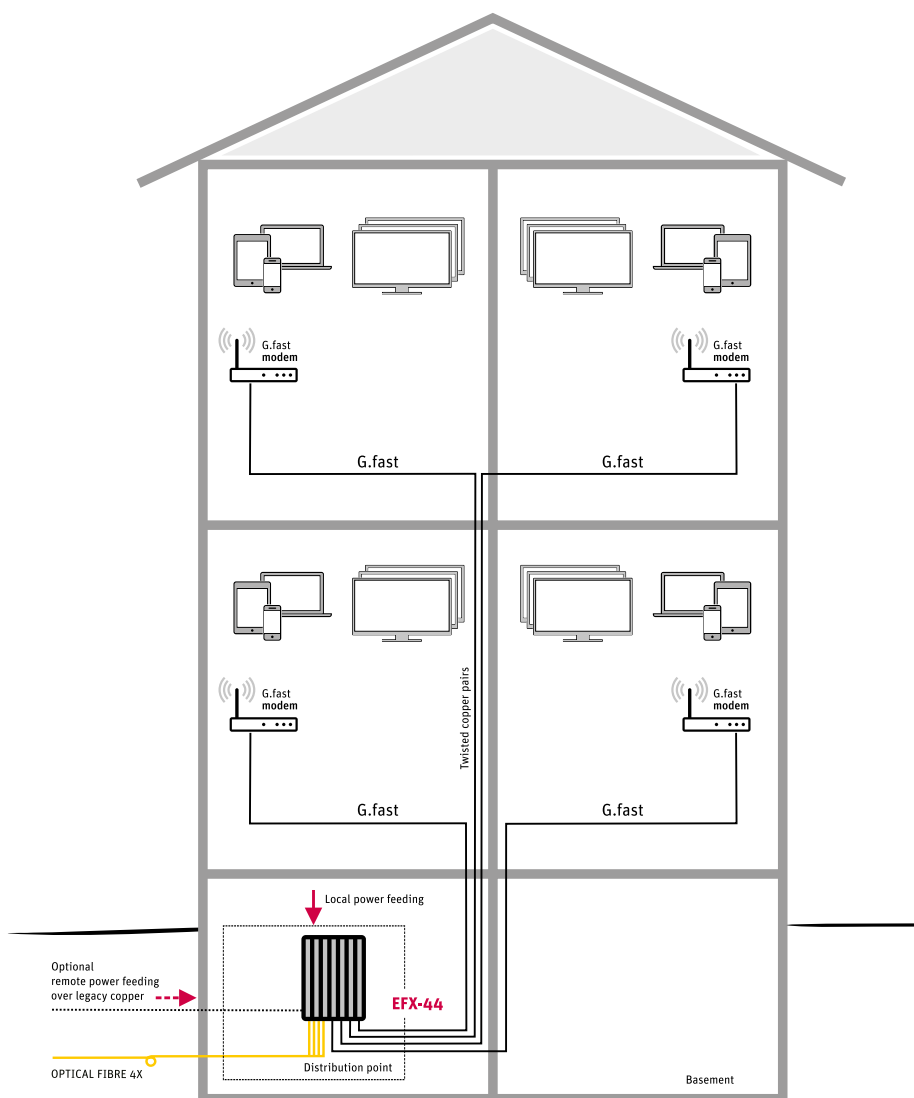 G.fast
modem
G.fast
modem
G.fast
G.fast
G.fast
modem
G.fast
modem
Twisted copper pairs
G.fast
G.fast
Local power feeding
Optional
remote power feeding
over legacy copper
EFX-44
Distribution point
OPTICAL FIBRE 4X
Basement